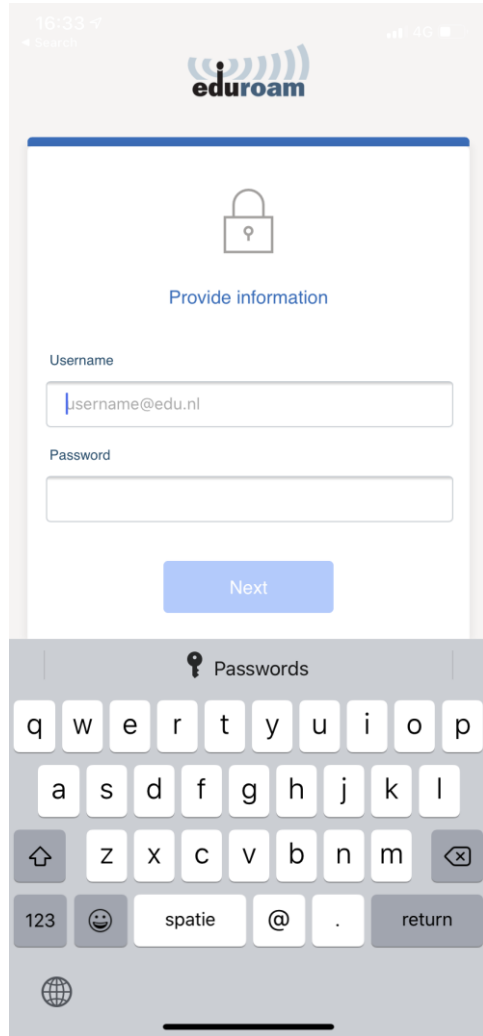 16:33
4G
Search
eduroam
Provide information
Username
username@edu.nl
Password
Next
Passwords
q w e r t y u i o p
a s d f g h j k l
z x c v b n m
123 spatie @ . return